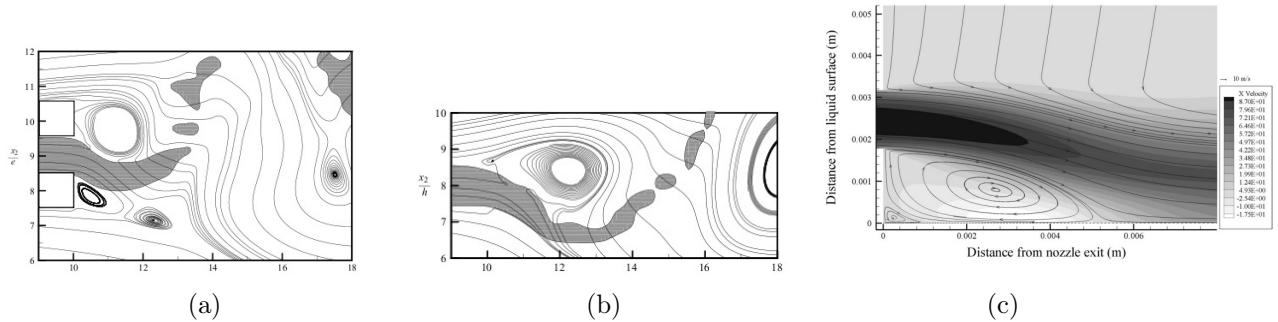 12
11
10
9
8
7
6
10 12 14 16 18
(a)
10
9
x2
h
8
7
6
10 12 14 16 18
(b)
Distance from liquid surface (m)
0.005
0.004
0.003
0.002
0.001
0
0 0.002 0.004 0.006
Distance from nozzle exit (m)
10 m/s
X Velocity
8.70E+01
7.96E+01
7.21E+01
6.46E+01
5.72E+01
4.97E+01
4.22E+01
3.48E+01
2.73E+01
1.99E+01
1.24E+01
4.93E+00
-2.54E+00
-1.00E+01
-1.75E+01
(c)